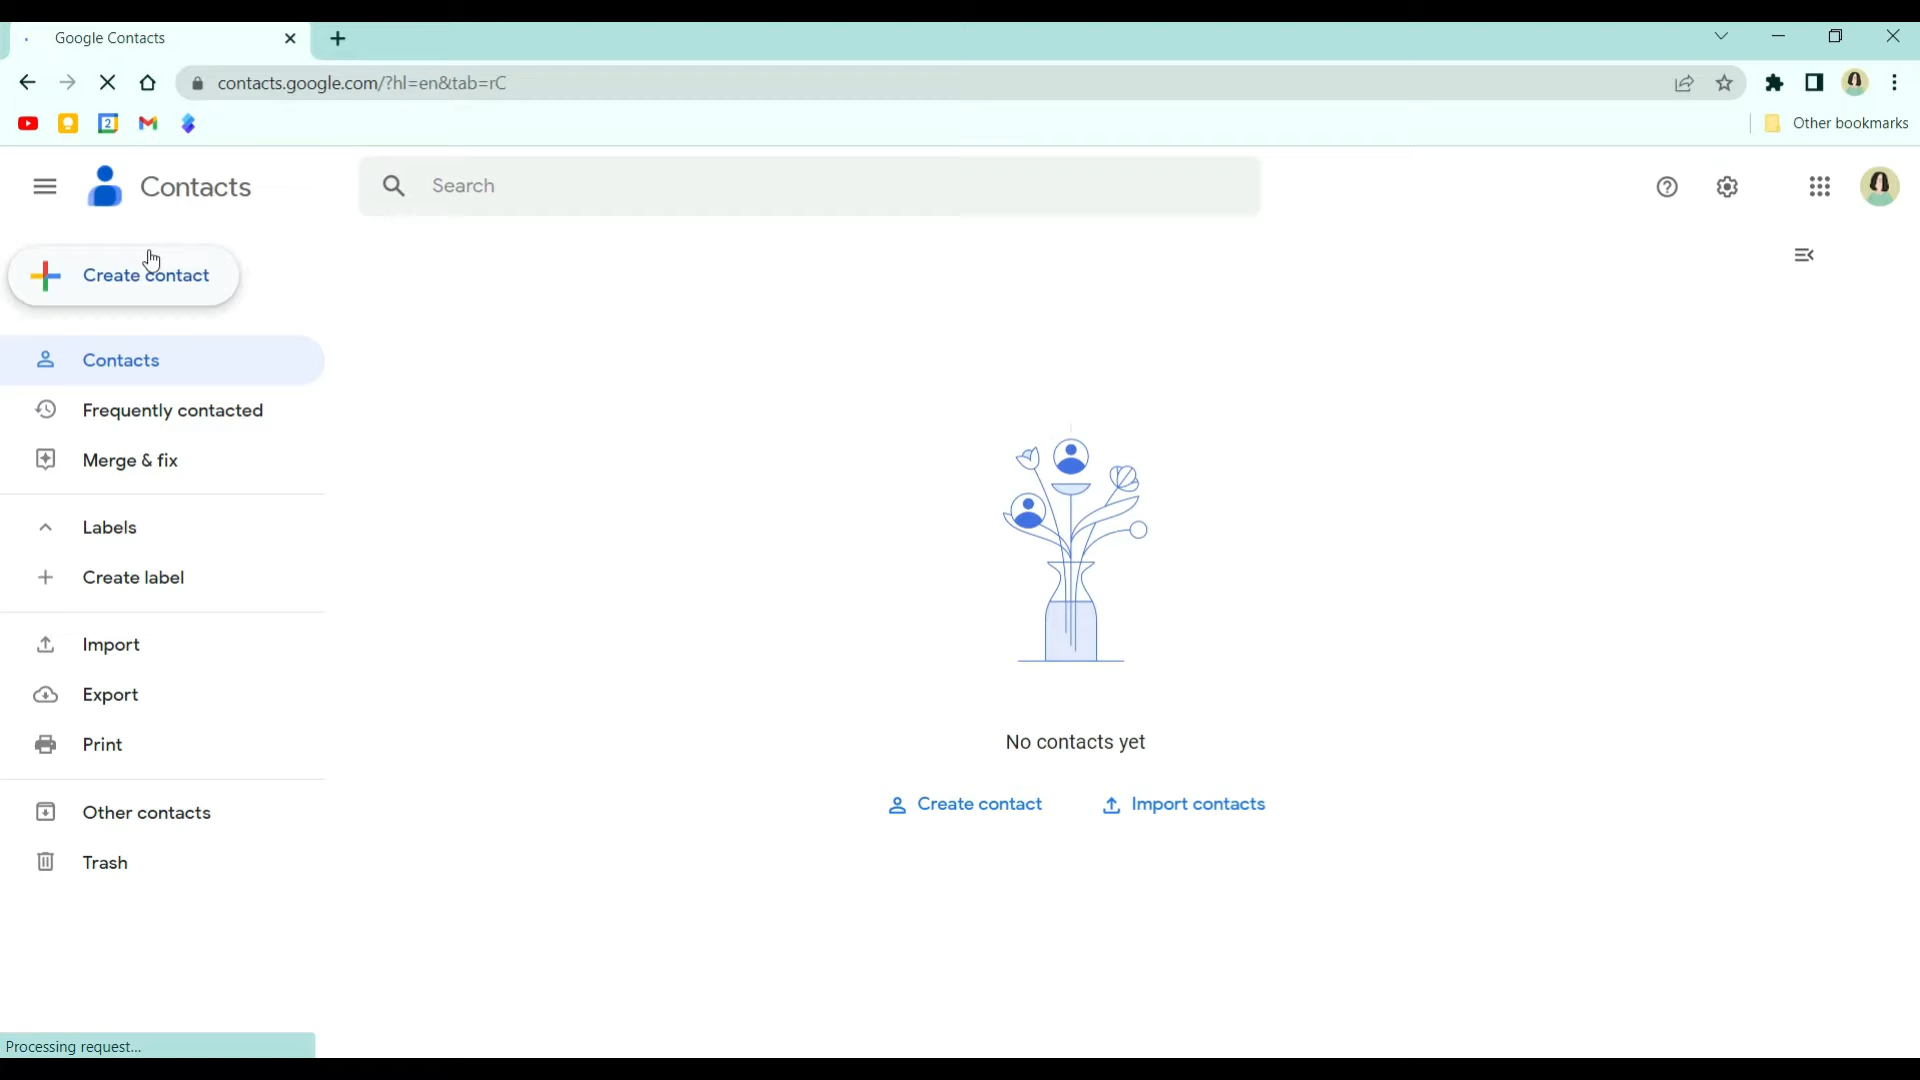 Google Contacts
contacts.google.com/?hl=en&tab=rC
2
Other bookmarks
Contacts
Search
Create contact
Contacts
Frequently contacted
Merge & fix
Labels
Create label
Import
Export
Print
Other contacts
Trash
No contacts yet
Create contact Import contacts
Processing request...